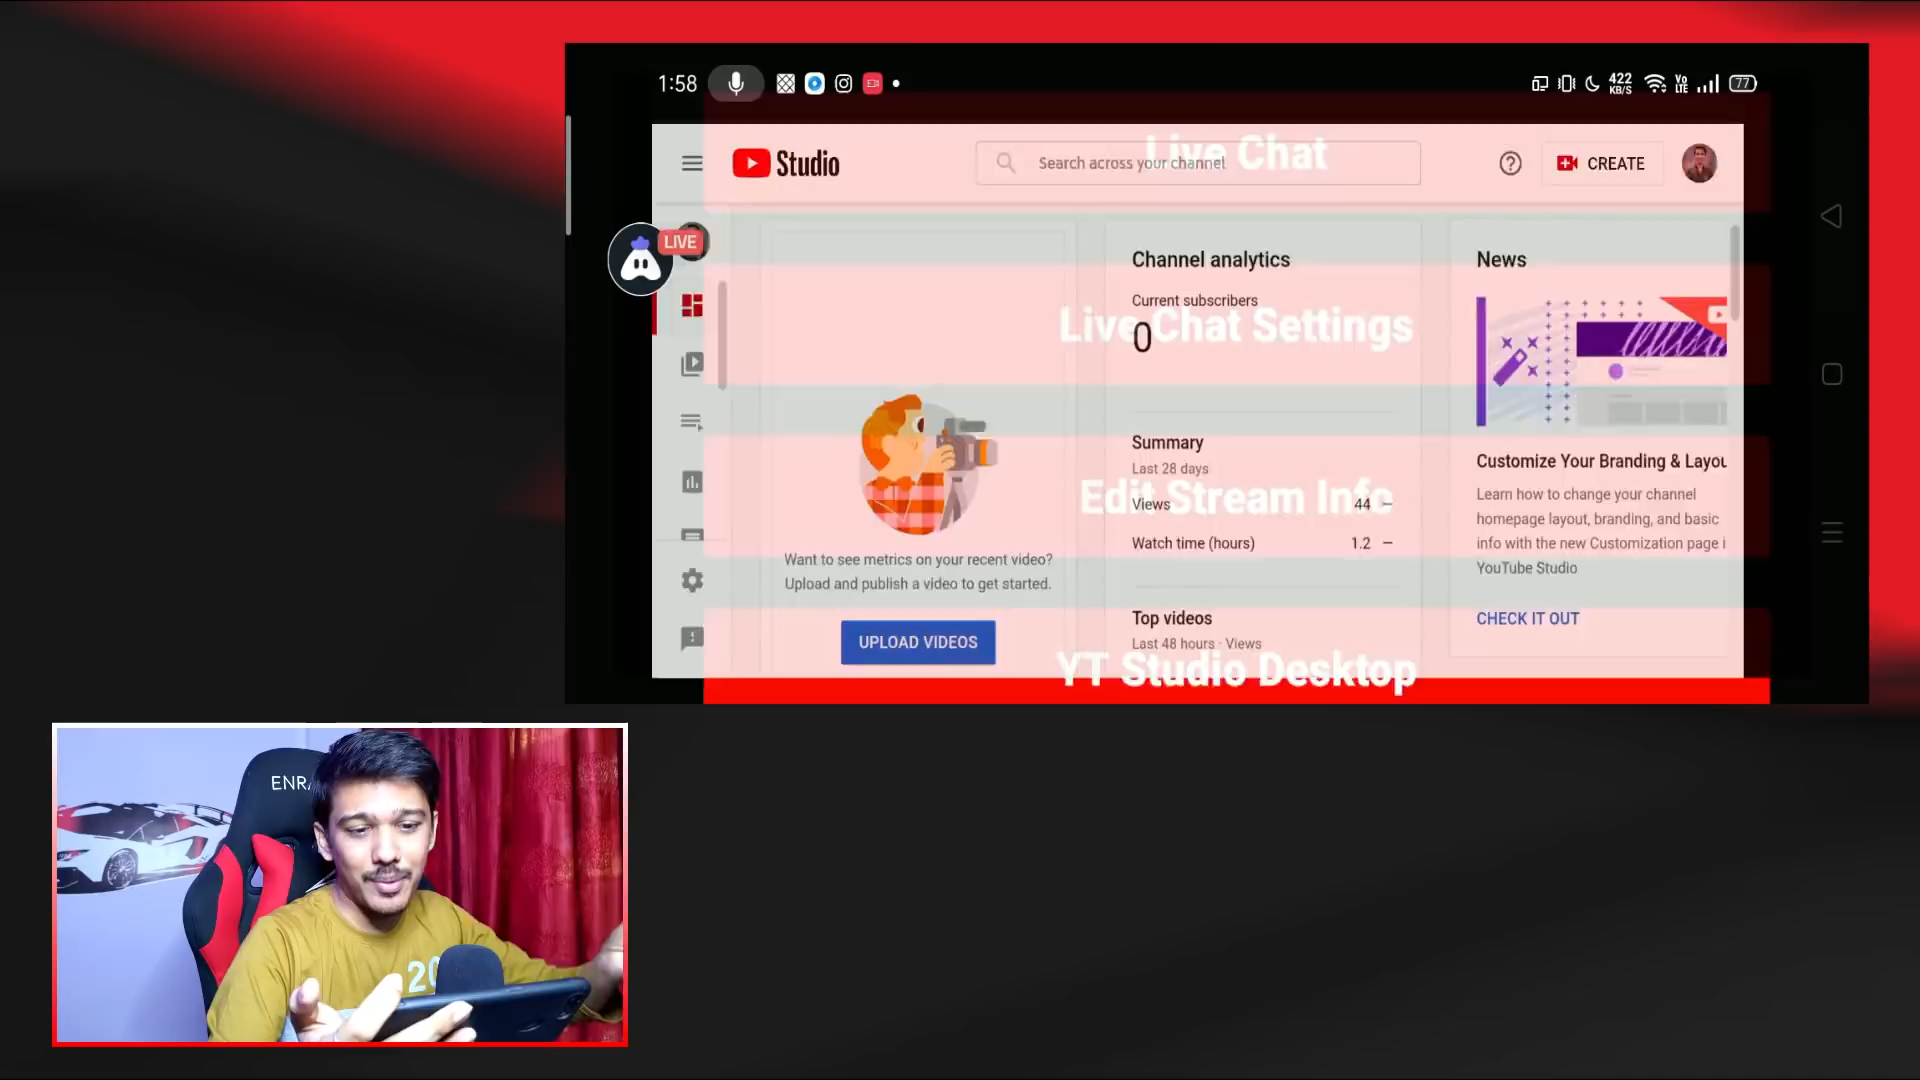 1:58
422
KB/S
Vo
LTE
77
Studio
Search across your channel
CREATE
Live Chat
LIVE
Channel analytics
Current subscribers
0
Live Chat Settings
Summary
Last 28 days
Views 44 –
Watch time (hours) 1.2 –
Edit Stream Info
Top videos
Last 48 hours · Views
YT Studio Desktop
Want to see metrics on your recent video?
Upload and publish a video to get started.
UPLOAD VIDEOS
News
Customize Your Branding & Layou
Learn how to change your channel
homepage layout, branding, and basic
info with the new Customization page i
YouTube Studio
CHECK IT OUT
ENRA
20